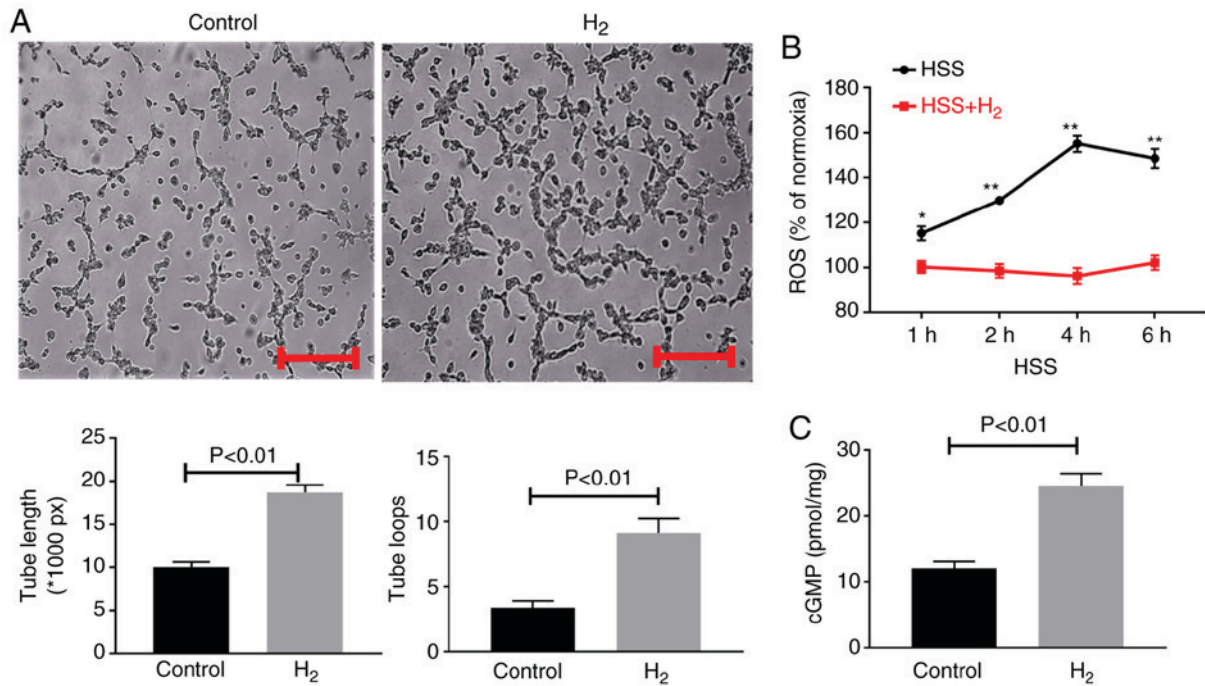 A
Control
H2
B
HSS
HSS+H2
ROS (% of normoxia)
180
160
140
120
100
80
*
**
**
**
1 h
2 h
4 h
6 h
HSS
Tube length
(*1000 px)
25
20
15
10
5
0
P<0.01
Control
H2
Tube loops
15
10
5
0
P<0.01
Control
H2
C
cGMP (pmol/mg)
30
20
10
0
P<0.01
Control
H2